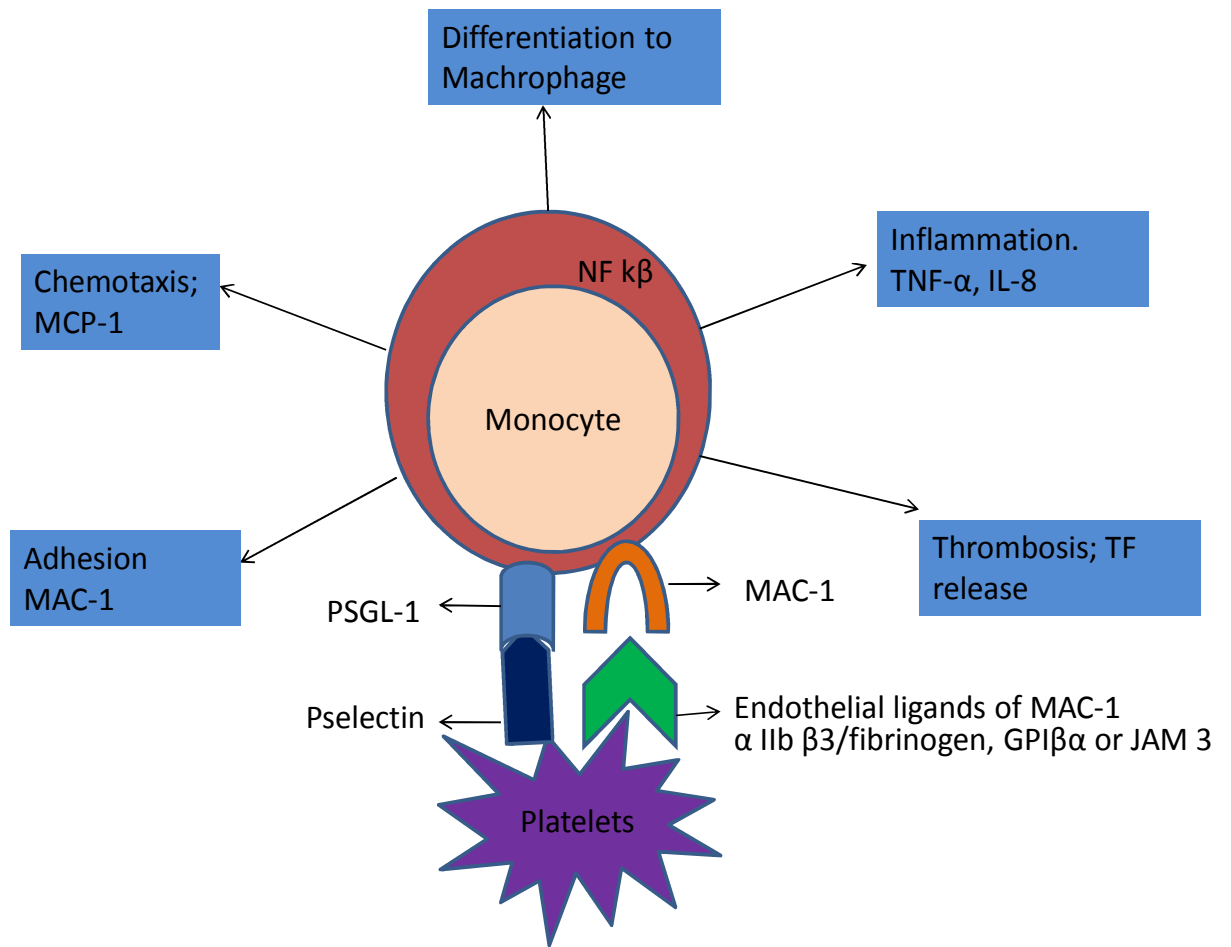 Differentiation to
Machrophage
Inflammation.
TNF-α, IL-8
NF kβ
Chemotaxis;
MCP-1
Monocyte
Adhesion
MAC-1
Thrombosis; TF
release
MAC-1
PSGL-1
Pselectin
Endothelial ligands of MAC-1
α IIb β3/fibrinogen, GPIβα or JAM 3
Platelets